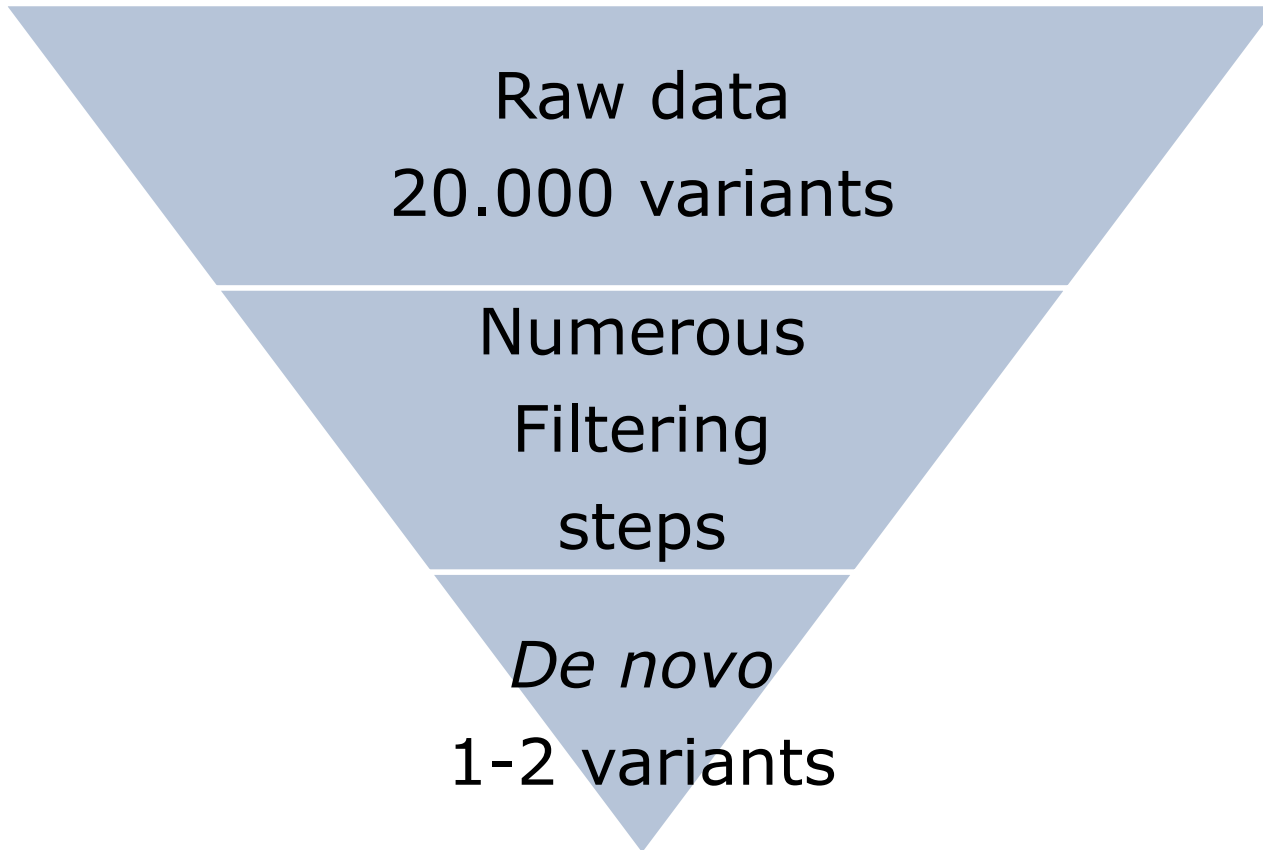 Raw data
20.000 variants
Numerous
Filtering
steps
De novo
1-2 variants